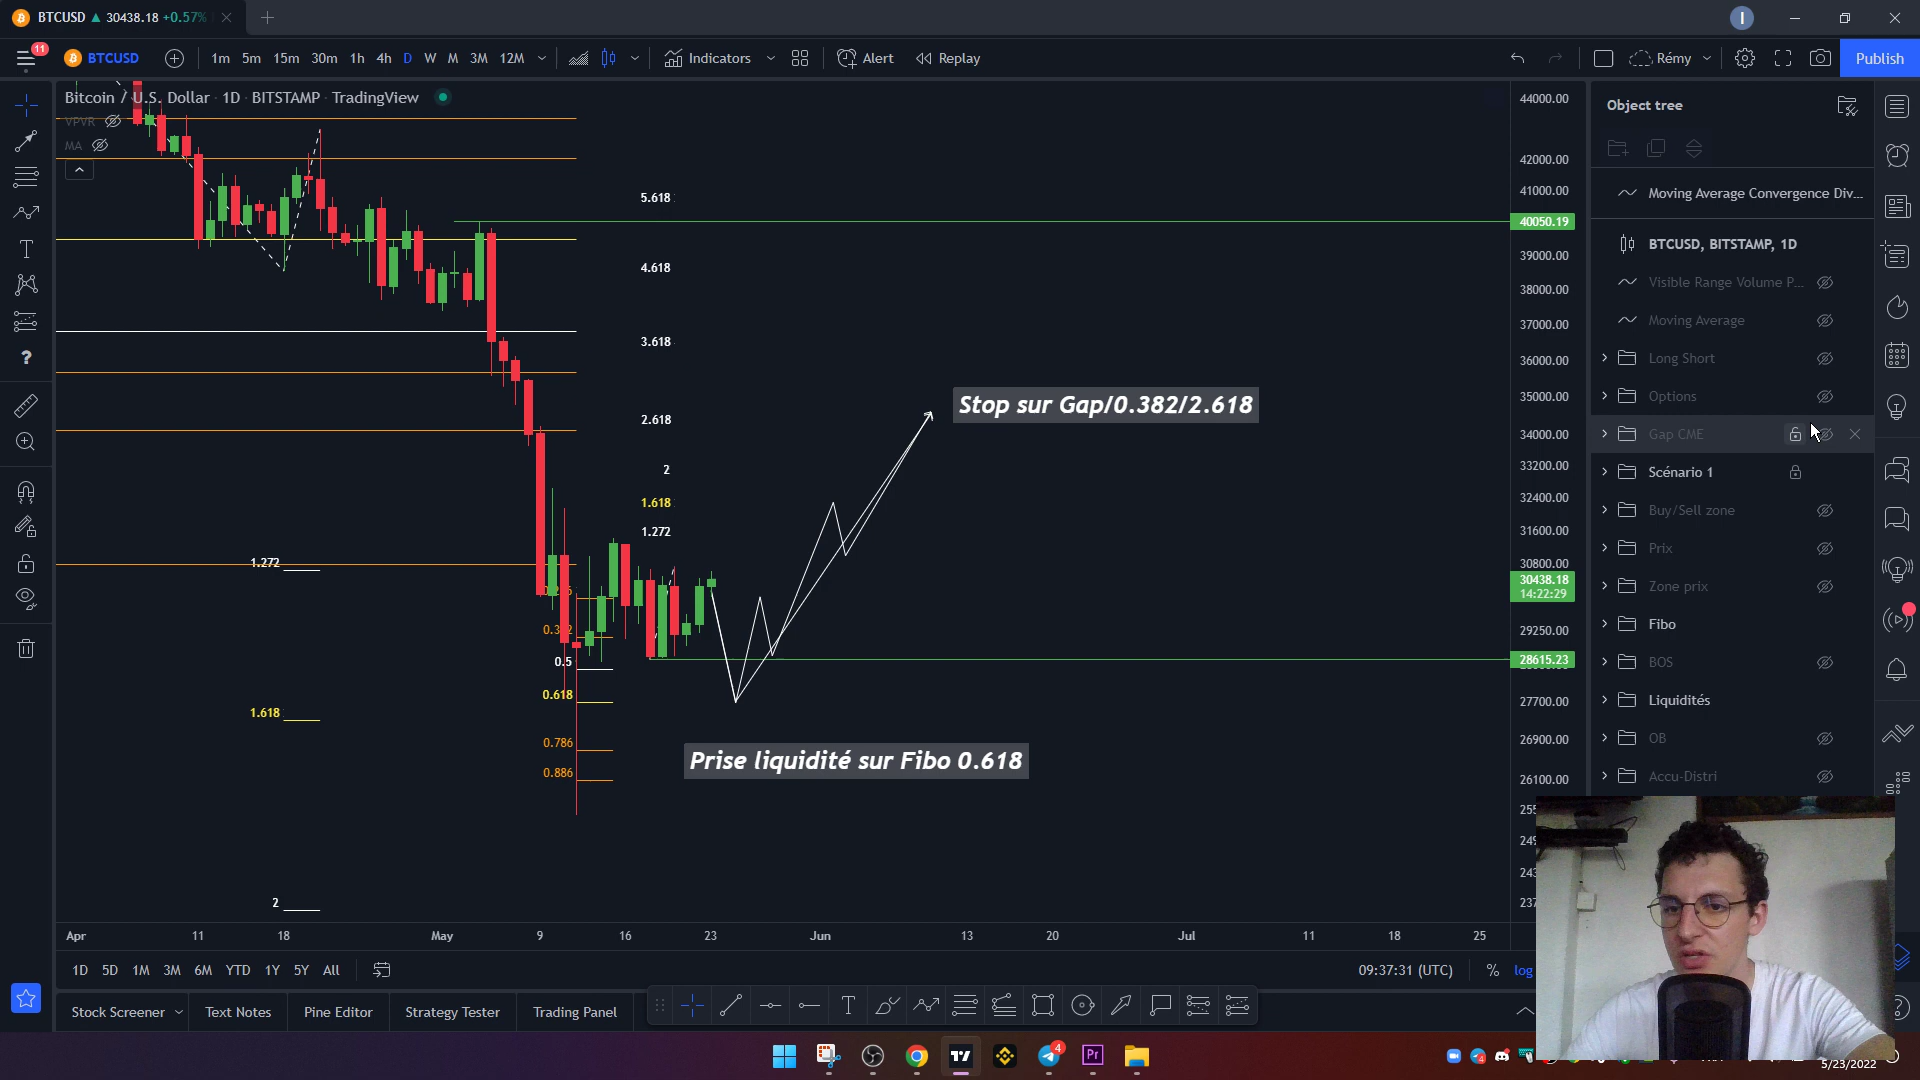 BTCUSD ▲ 30438.18 +0.57%
I
11
BTCUSD
1m 5m 15m 30m 1h 4h D W M 3M 12M
Indicators
Alert
Replay
Rémy
Publish
Bitcoin / U.S. Dollar · 1D · BITSTAMP · TradingView
VPVR
MA
5.618
4.618
3.618
2.618
2
1.618
1.272
1.272
1.618
2
0.5
0.618
0.786
0.886
Stop sur Gap/0.382/2.618
Prise liquidité sur Fibo 0.618
44000.00
42000.00
41000.00
40050.19
39000.00
38000.00
37000.00
36000.00
35000.00
34000.00
33200.00
32400.00
31600.00
30800.00
30438.18
14:22:29
29250.00
28615.23
27700.00
26900.00
26100.00
Apr 11 18 May 9 16 23 Jun 13 20 Jul 11 18 25
Object tree
Moving Average Convergence Div...
BTCUSD, BITSTAMP, 1D
Visible Range Volume P...
Moving Average
Long Short
Options
Gap CME
Scénario 1
Buy/Sell zone
Prix
Zone prix
Fibo
BOS
Liquidités
OB
Accu-Distri
1D 5D 1M 3M 6M YTD 1Y 5Y All
09:37:31 (UTC) % log
Stock Screener
Text Notes
Pine Editor
Strategy Tester
Trading Panel
4
Pr
5/23/2022